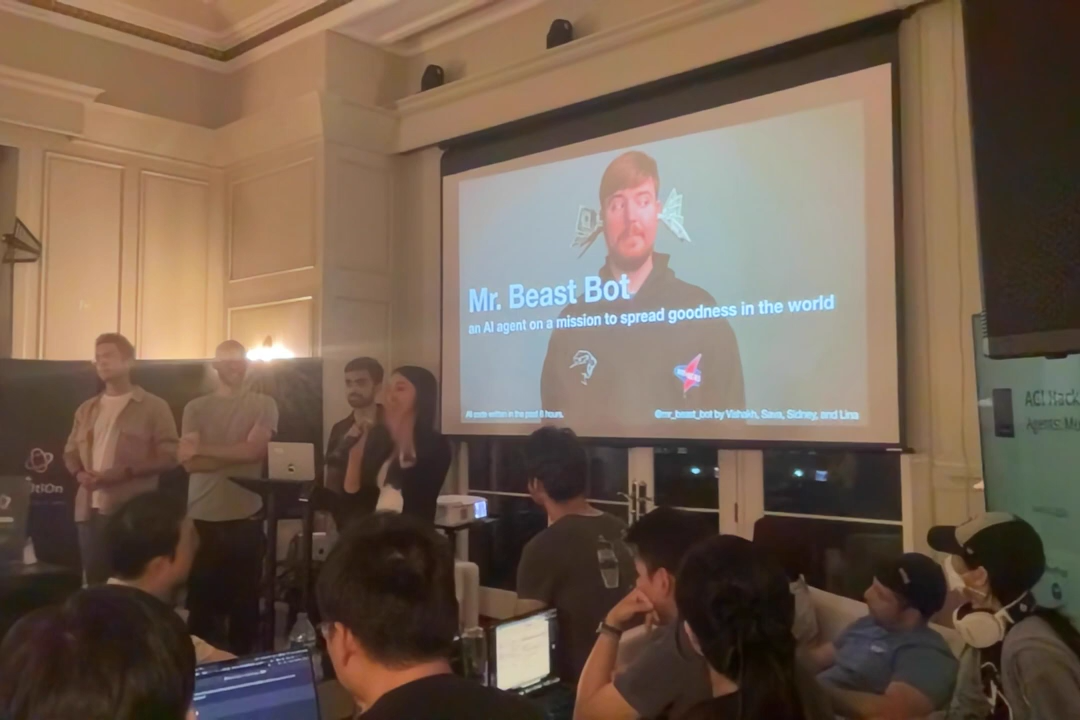 Mr. Beast Bot
an AI agent on a mission to spread goodness in the world
All code written in the past 8 hours.
@mr_beast_bot by Vishakh, Sava, Sidney, and Lina
AGI Hack
Agents: